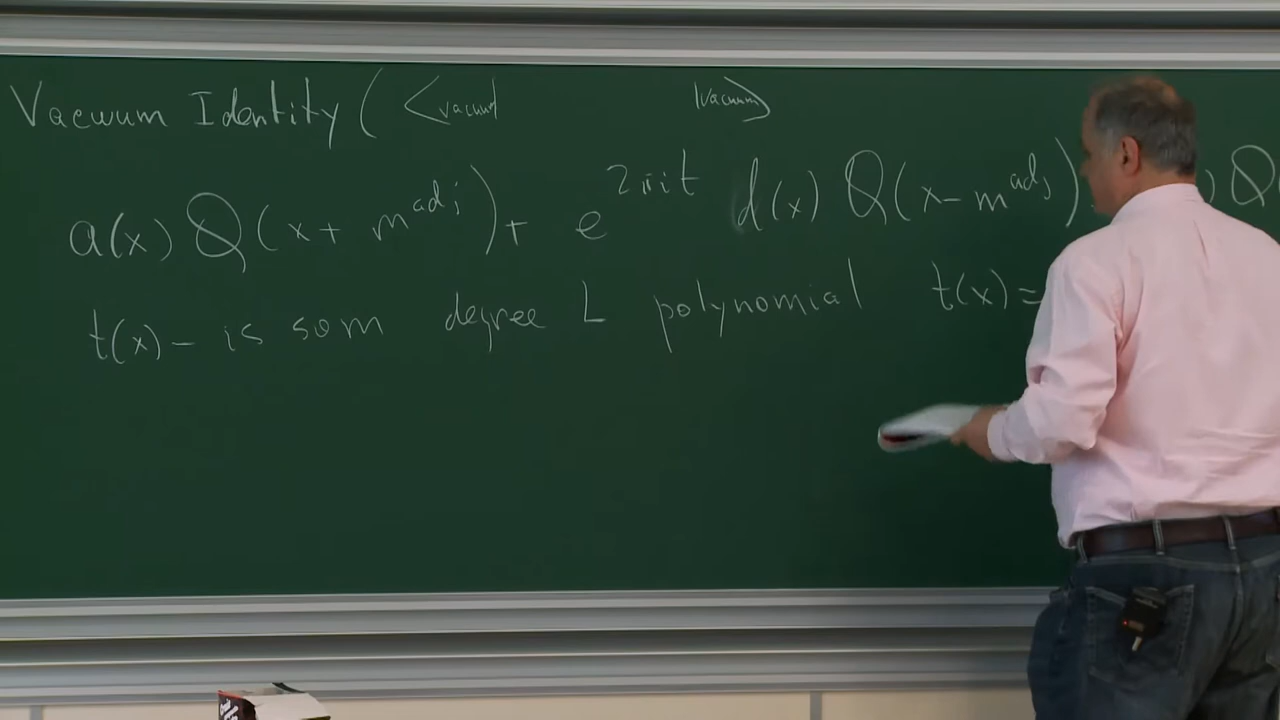 Vacuum Identity ( <vacuum| |vacuum>
a(x) Q(x + m^{adj}) + e^{2πit} d(x) Q(x - m^{adj}) ) Q
t(x) - is som degree L polynomial t(x) =